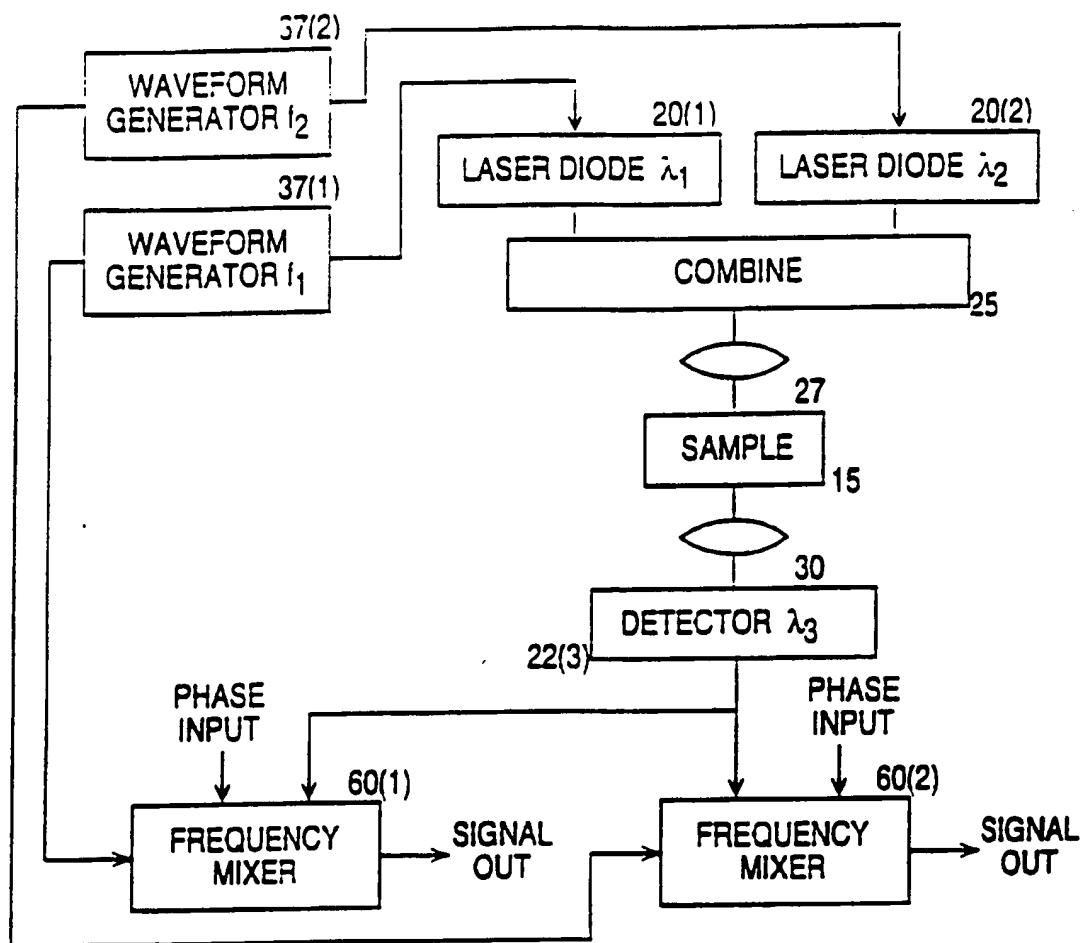 37(2)
WAVEFORM
GENERATOR f2
37(1)
WAVEFORM
GENERATOR f1
20(1)
LASER DIODE λ1
20(2)
LASER DIODE λ2
COMBINE
25
27
SAMPLE
15
30
DETECTOR λ3
22(3)
PHASE
INPUT
PHASE
INPUT
60(1)
FREQUENCY
MIXER
SIGNAL
OUT
60(2)
FREQUENCY
MIXER
SIGNAL
OUT